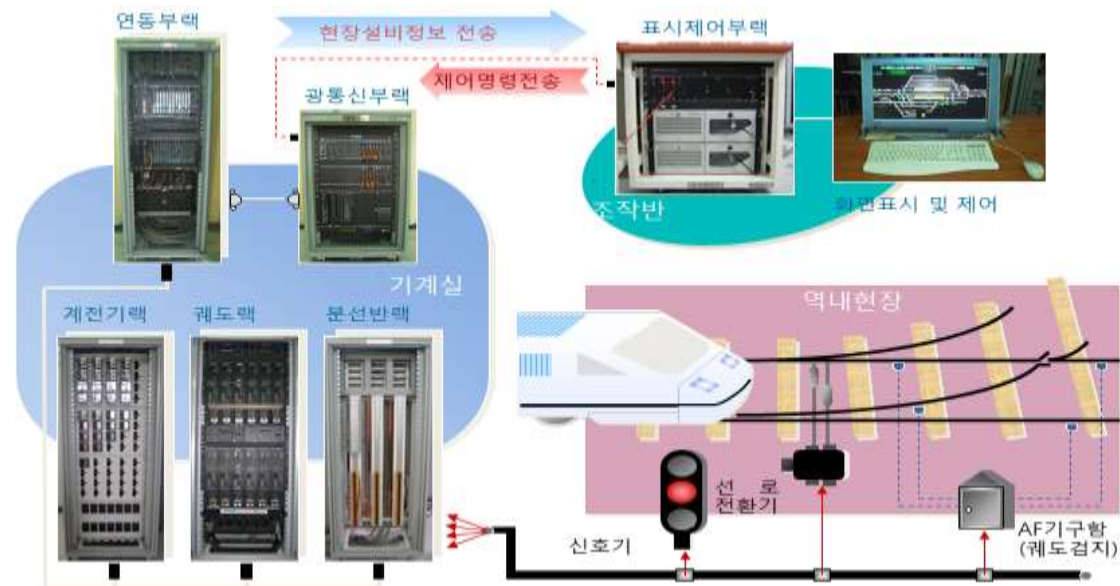 연동부랙
현장설비정보 전송
표시제어부랙
제어명령전송
광통신부랙
조작반
화면표시 및 제어
기계실
역내현장
계전기랙
궤도랙
분선반랙
선 로
전환기
신호기
AF기구함
(궤도검지)